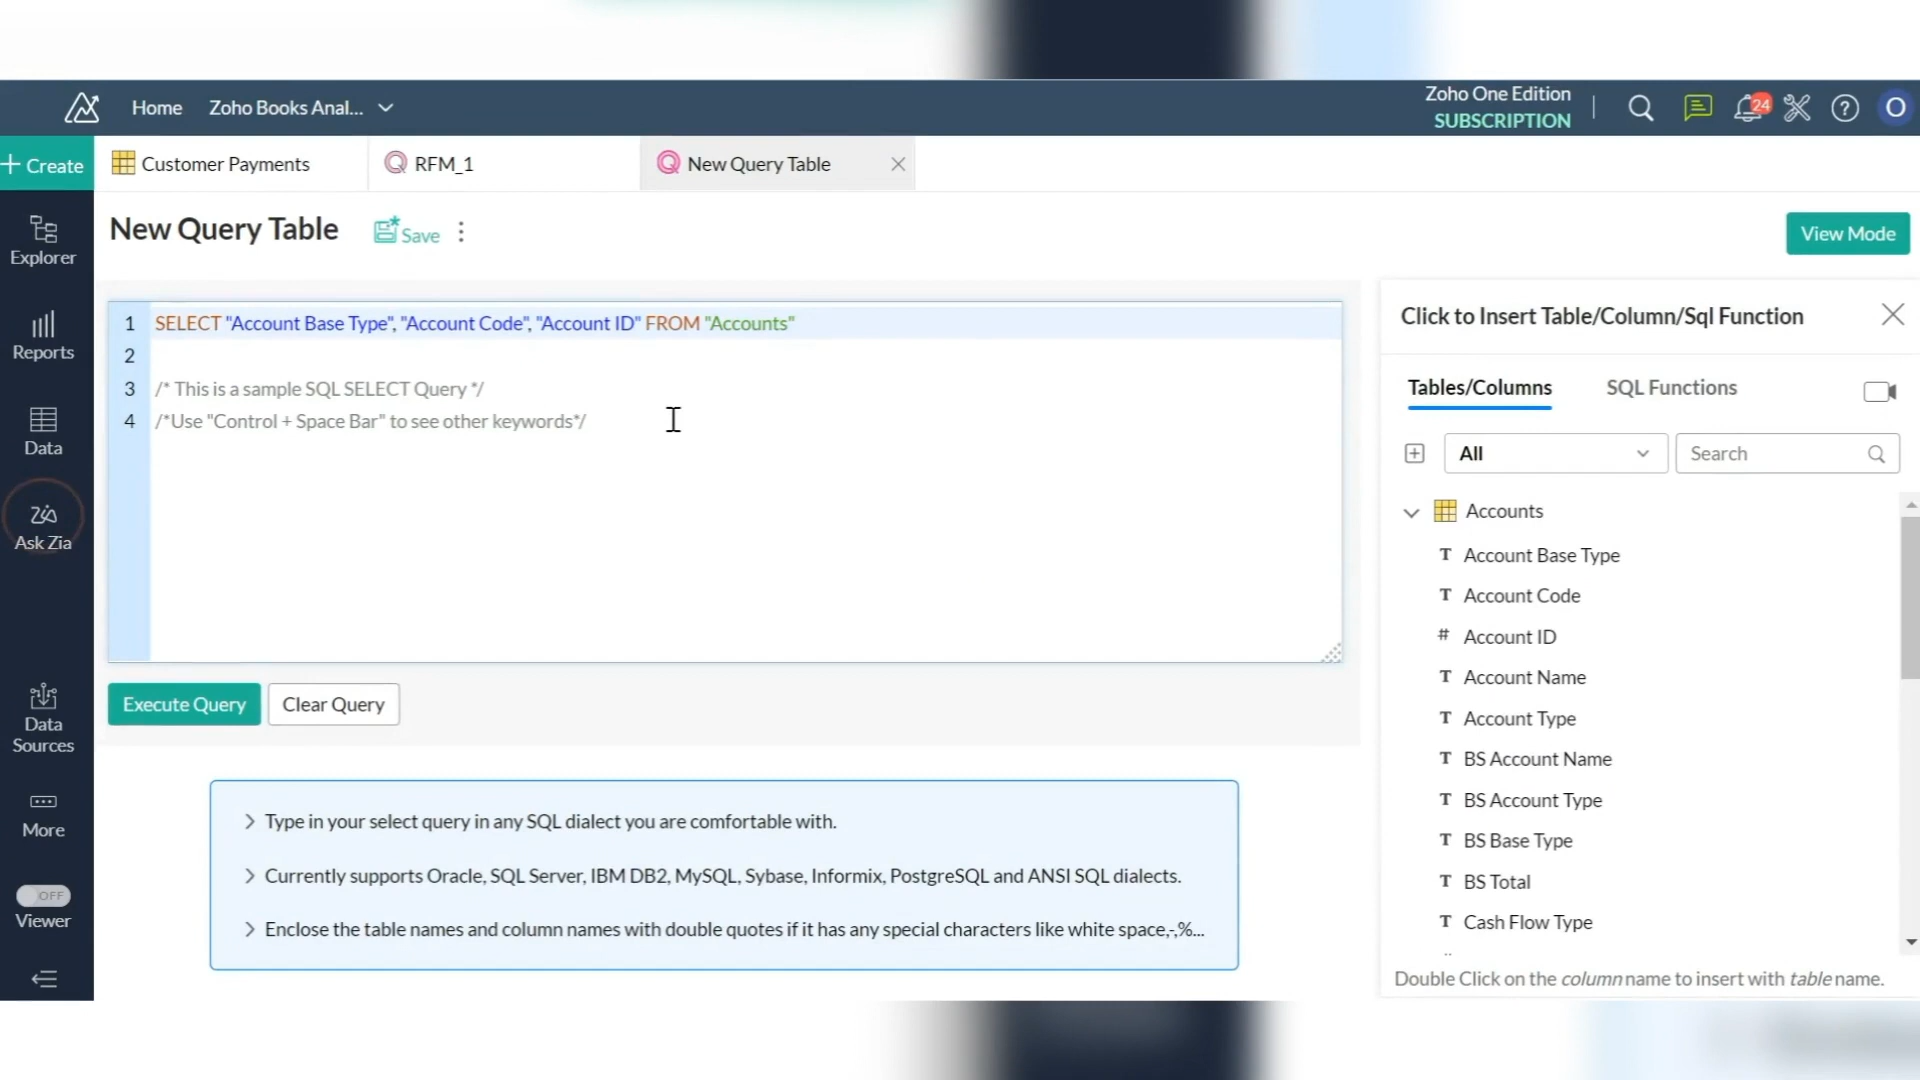 Home
Zoho Books Anal...
Zoho One Edition
SUBSCRIPTION
24
O
+ Create
Customer Payments
RFM_1
New Query Table
Explorer
Reports
Data
Zia
Ask Zia
Data
Sources
More
OFF
Viewer
New Query Table
Save
View Mode
1 SELECT "Account Base Type", "Account Code", "Account ID" FROM "Accounts"
2
3 /* This is a sample SQL SELECT Query */
4 /*Use "Control + Space Bar" to see other keywords*/
Execute Query
Clear Query
Type in your select query in any SQL dialect you are comfortable with.
Currently supports Oracle, SQL Server, IBM DB2, MySQL, Sybase, Informix, PostgreSQL and ANSI SQL dialects.
Enclose the table names and column names with double quotes if it has any special characters like white space,-,%...
Click to Insert Table/Column/Sql Function
Tables/Columns
SQL Functions
All
Search
Accounts
T Account Base Type
T Account Code
# Account ID
T Account Name
T Account Type
T BS Account Name
T BS Account Type
T BS Base Type
T BS Total
T Cash Flow Type
Double Click on the column name to insert with table name.